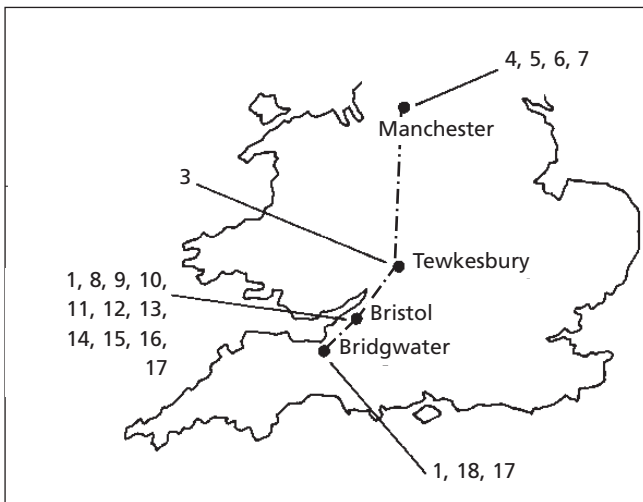 4, 5, 6, 7
Manchester
3
Tewkesbury
1, 8, 9, 10,
11, 12, 13,
14, 15, 16,
17
Bristol
Bridgwater
1, 18, 17